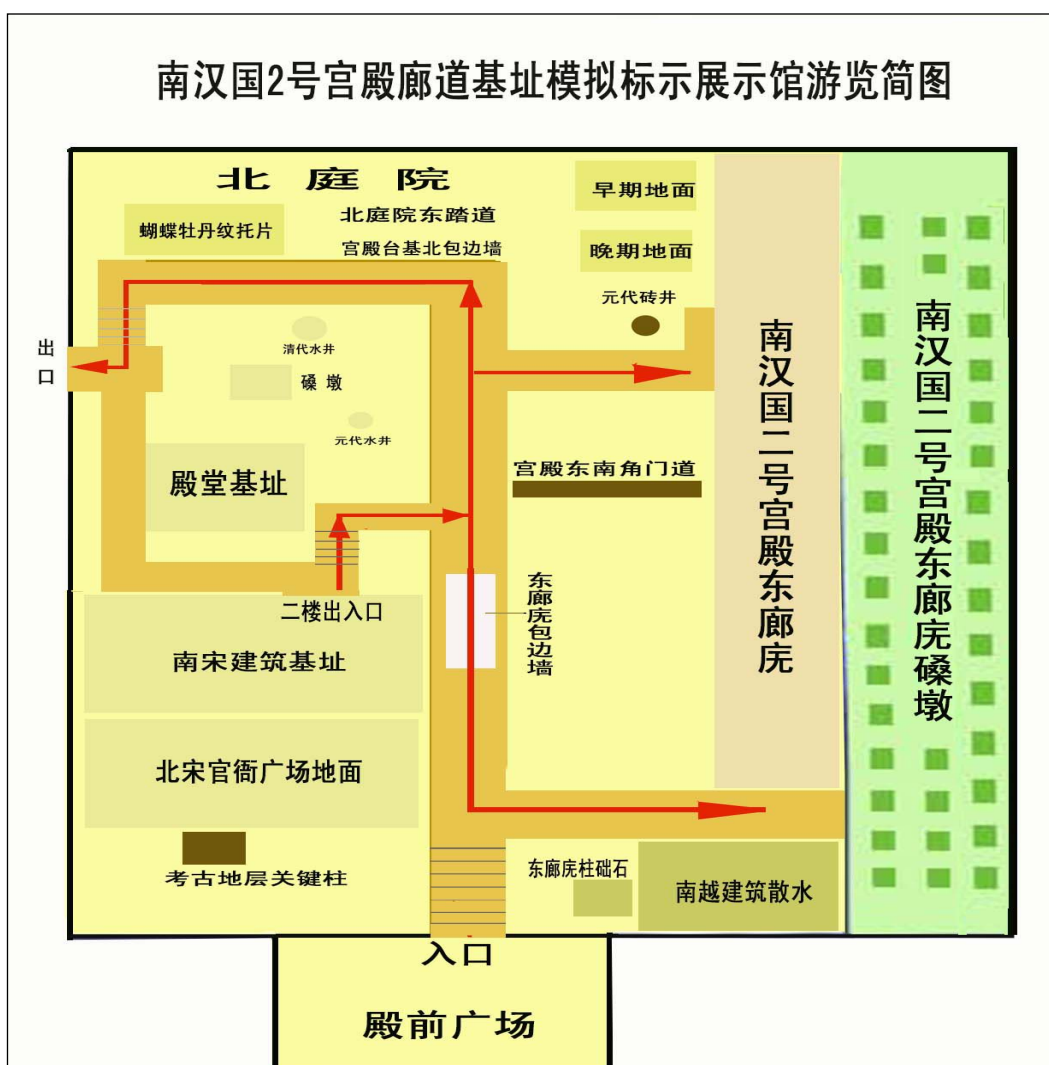 南汉国2号宫殿廊道基址模拟标示展示馆游览简图
北庭院
早期地面
蝴蝶牡丹纹托片
北庭院东踏道
宫殿台基北包边墙
晚期地面
元代砖井
出口
清代水井
磉墩
元代水井
殿堂基址
宫殿东南角门道
南汉国二号宫殿东廊庑
南汉国二号宫殿东廊庑磉墩
二楼出入口
东廊庑包边墙
南宋建筑基址
北宋官衙广场地面
考古地层关键柱
东廊庑柱础石
南越建筑散水
入口
殿前广场